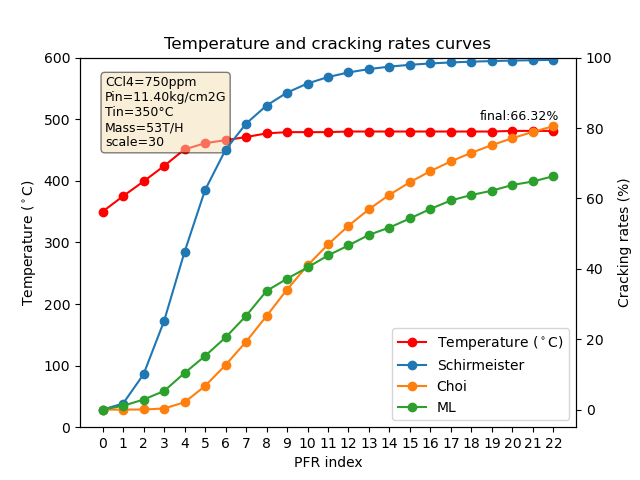 Temperature and cracking rates curves
600
500
400
300
200
100
0
Temperature (°C)
CCl4=750ppm
Pin=11.40kg/cm2G
Tin=350°C
Mass=53T/H
scale=30
final:66.32%
100
80
60
40
20
0
Cracking rates (%)
Temperature (°C)
Schirmeister
Choi
ML
0 1 2 3 4 5 6 7 8 9 10 11 12 13 14 15 16 17 18 19 20 21 22
PFR index